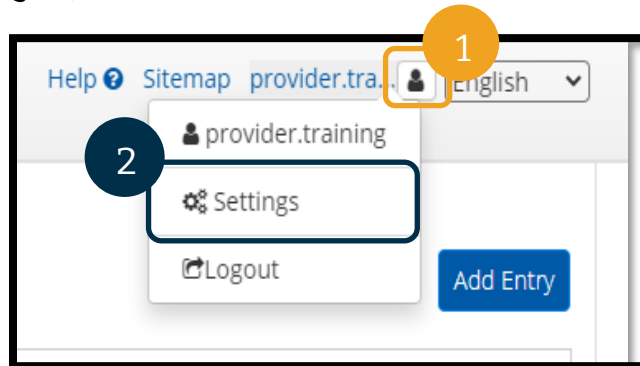 1
Help Sitemap provider.tra... English
provider.training
2
Settings
Logout
Add Entry